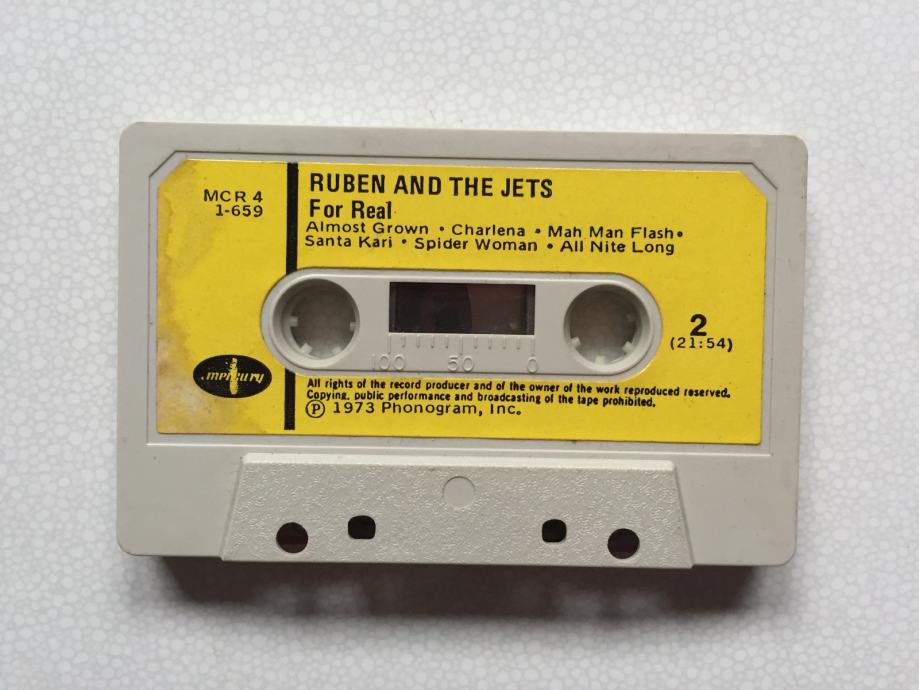 MCR 4
1-659
RUBEN AND THE JETS
For Real
Almost Grown • Charlena • Mah Man Flash•
Santa Kari • Spider Woman • All Nite Long
100 50 0
2
(21:54)
mercury
All rights of the record producer and of the owner of the work reproduced reserved.
Copying, public performance and broadcasting of the tape prohibited.
Ⓟ 1973 Phonogram, Inc.